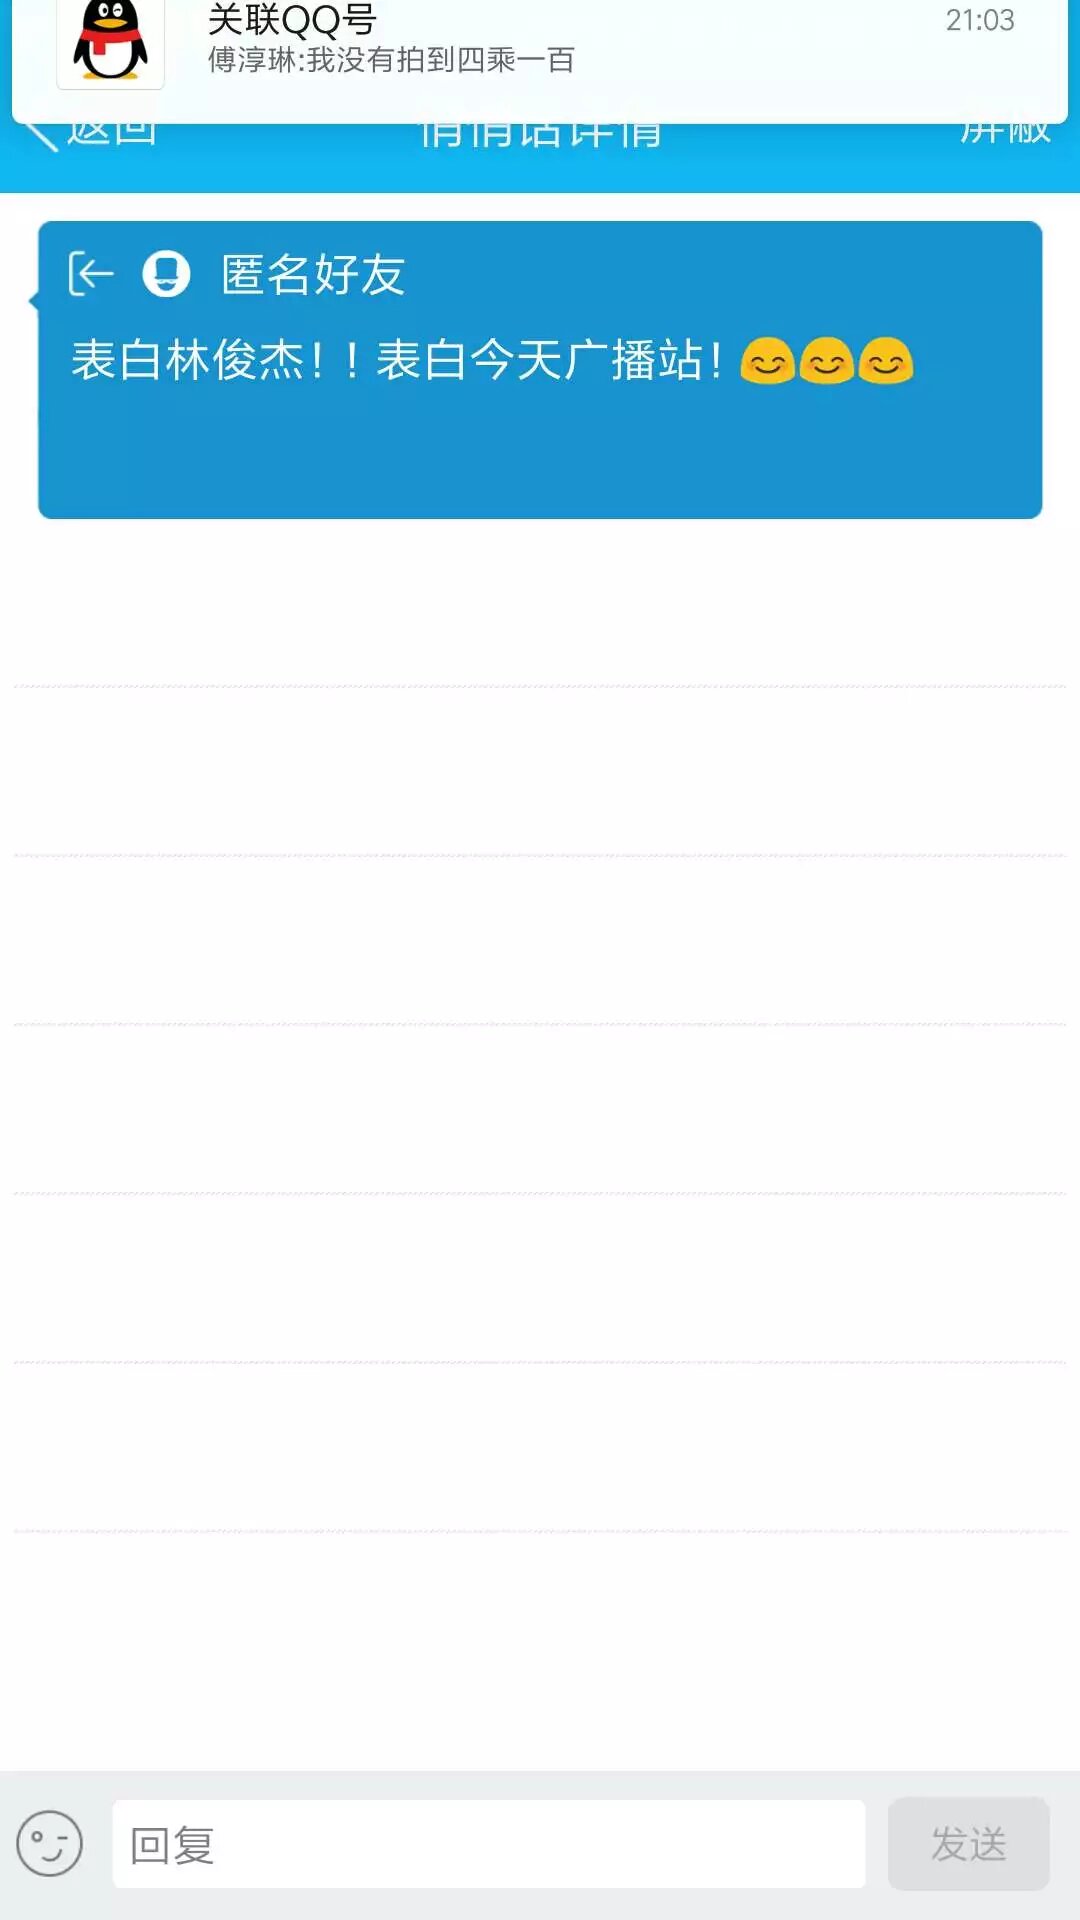 关联QQ号
21:03
傅淳琳:我没有拍到四乘一百
返回
悄悄话详情
屏蔽
匿名好友
表白林俊杰！！表白今天广播站！😊😊😊
回复
发送